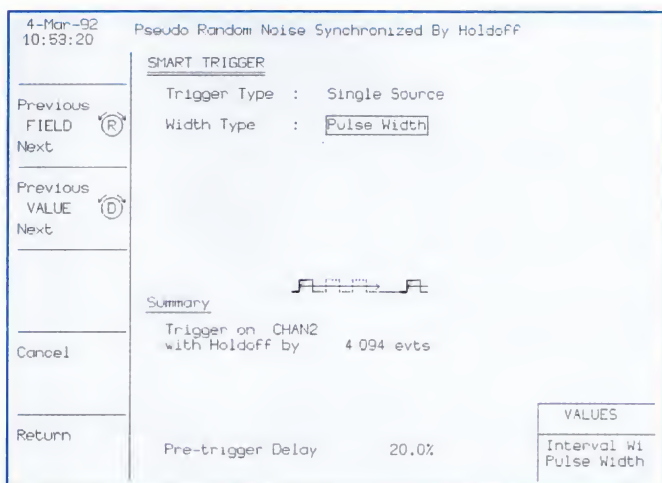 4-Mar-92
10:53:20
Pseudo Random Noise Synchronized By Holdoff
SMART TRIGGER
Trigger Type : Single Source
Width Type : Pulse Width
Previous
FIELD (R)
Next
Previous
VALUE (D)
Next
Summary
Trigger on CHAN2
with Holdoff by 4 094 evts
Cancel
Return
Pre-trigger Delay 20.0%
VALUES
Interval Wi
Pulse Width